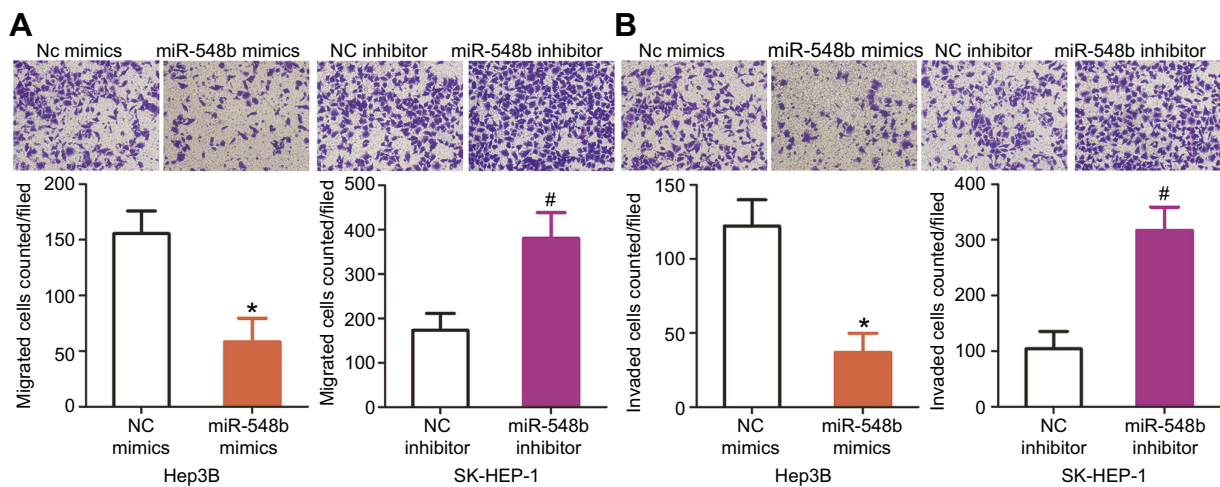 A
B
Nc mimics
miR-548b mimics
NC inhibitor
miR-548b inhibitor
Nc mimics
miR-548b mimics
NC inhibitor
miR-548b inhibitor
Migrated cells counted/filed
200
150
100
50
0
*
NC
mimics
miR-548b
mimics
Hep3B
Migrated cells counted/filed
500
400
300
200
100
0
#
NC
inhibitor
miR-548b
inhibitor
SK-HEP-1
Invaded cells counted/filed
150
100
50
0
*
NC
mimics
miR-548b
mimics
Hep3B
Invaded cells counted/filed
400
300
200
100
0
#
NC
inhibitor
miR-548b
inhibitor
SK-HEP-1